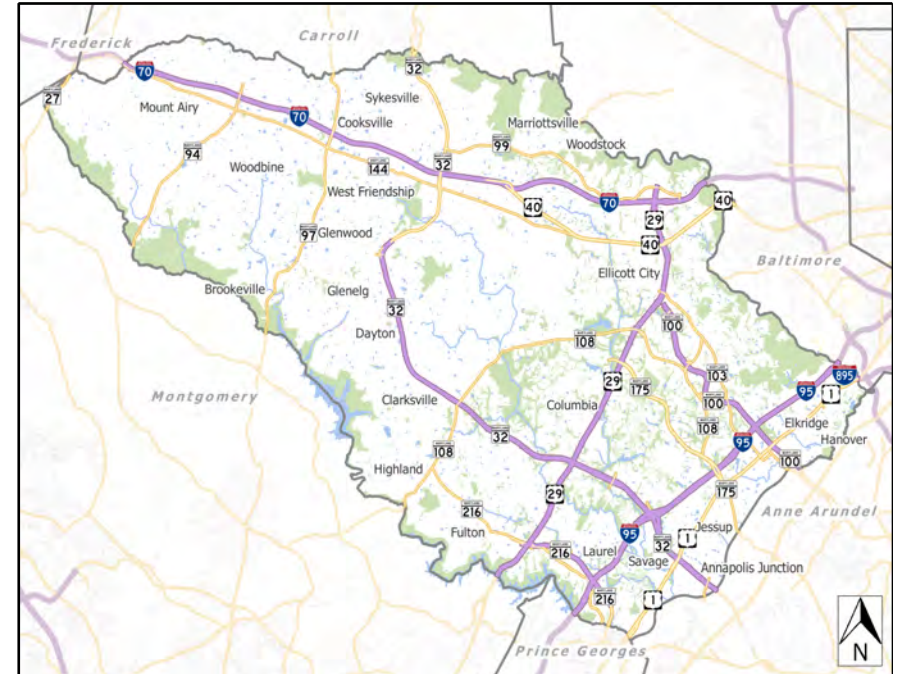 Frederick
Carroll
70
32
27
Sykesville
Mount Airy
70
Cooksville
Marriottsville
94
99
Woodstock
Woodbine
144
32
West Friendship
70
40
40
29
97
Glenwood
40
Baltimore
Ellicott City
Brookeville
Glenelg
32
Dayton
100
108
103
895
29
175
95
1
Montgomery
Clarksville
Columbia
100
Elkridge
108
32
95
Hanover
108
100
Highland
29
175
Anne Arundel
216
Jessup
Fulton
95
1
216
Laurel
32
Savage
Annapolis Junction
216
1
N
Prince Georges